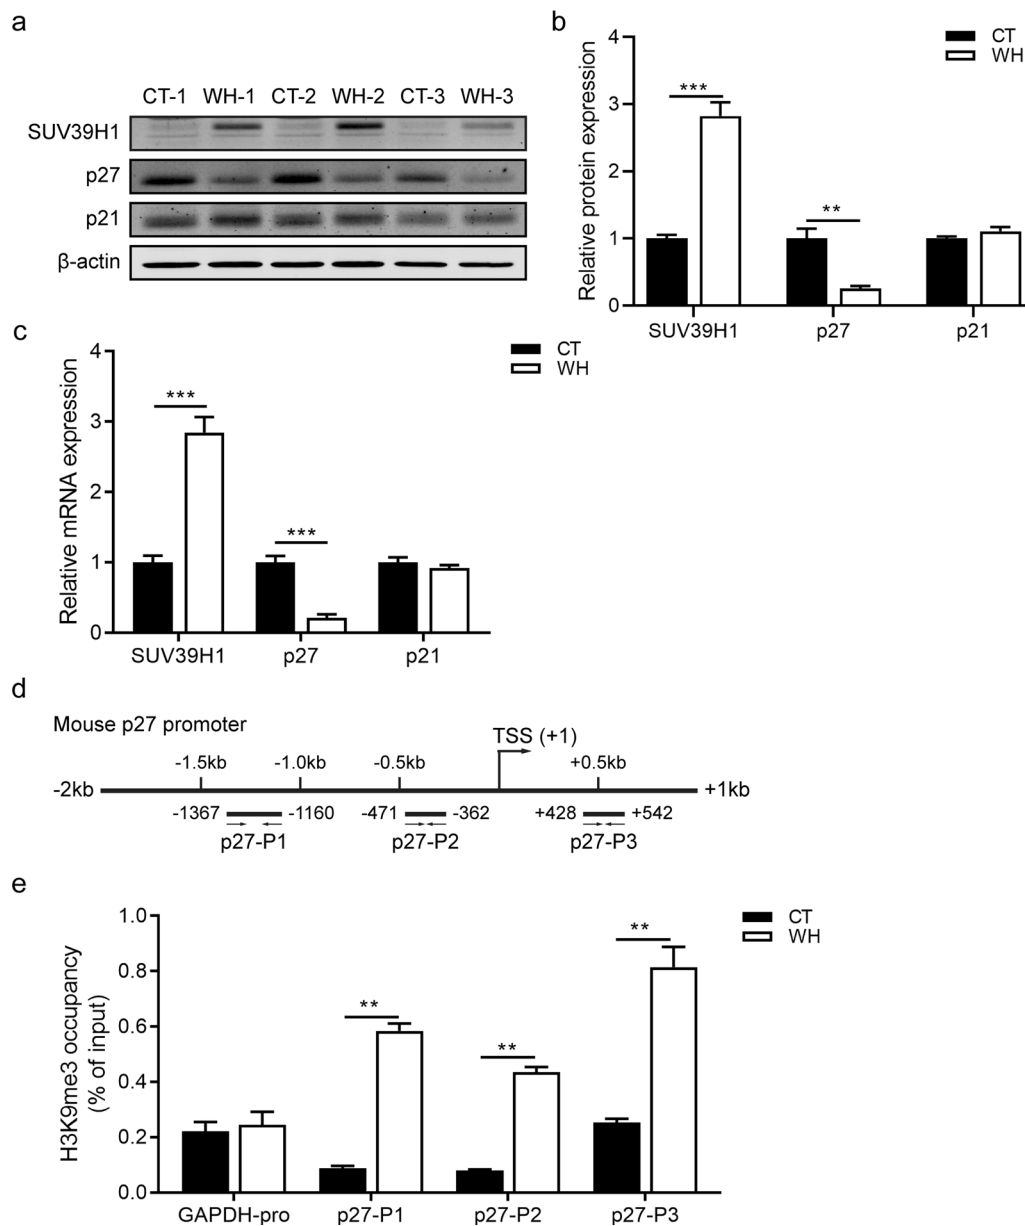 a
CT-1 WH-1 CT-2 WH-2 CT-3 WH-3
SUV39H1
p27
p21
β-actin
b
Relative protein expression
4
3
2
1
0
***
**
SUV39H1 p27 p21
CT
WH
c
Relative mRNA expression
4
3
2
1
0
***
***
SUV39H1 p27 p21
CT
WH
d
Mouse p27 promoter
TSS (+1)
-1.5kb -1.0kb -0.5kb +0.5kb
-2kb +1kb
-1367 -1160 -471 -362 +428 +542
p27-P1 p27-P2 p27-P3
e
H3K9me3 occupancy
(% of input)
1.0
0.8
0.6
0.4
0.2
0.0
**
**
**
GAPDH-pro p27-P1 p27-P2 p27-P3
CT
WH